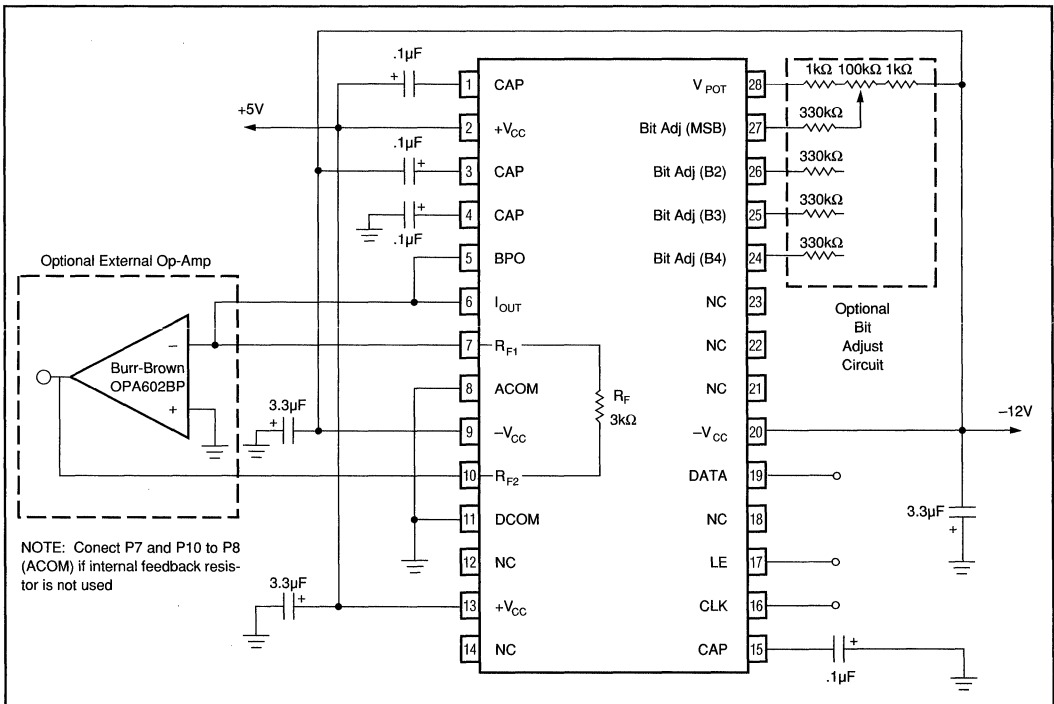 .1µF
+
1 CAP
+5V
2 +VCC
.1µF
+
3 CAP
+
4 CAP
.1µF
5 BPO
Optional External Op-Amp
6 IOUT
7 RF1
–
Burr-Brown
OPA602BP
+
8 ACOM
RF
3kΩ
3.3µF
+
9 –VCC
10 RF2
11 DCOM
NOTE: Conect P7 and P10 to P8
(ACOM) if internal feedback resis-
tor is not used
12 NC
3.3µF
+
13 +VCC
14 NC
1kΩ 100kΩ 1kΩ
VPOT 28
330kΩ
Bit Adj (MSB) 27
330kΩ
Bit Adj (B2) 26
330kΩ
Bit Adj (B3) 25
330kΩ
Bit Adj (B4) 24
Optional
Bit
Adjust
Circuit
NC 23
NC 22
NC 21
–12V
–VCC 20
DATA 19
3.3µF
+
NC 18
LE 17
CLK 16
CAP 15
+
.1µF